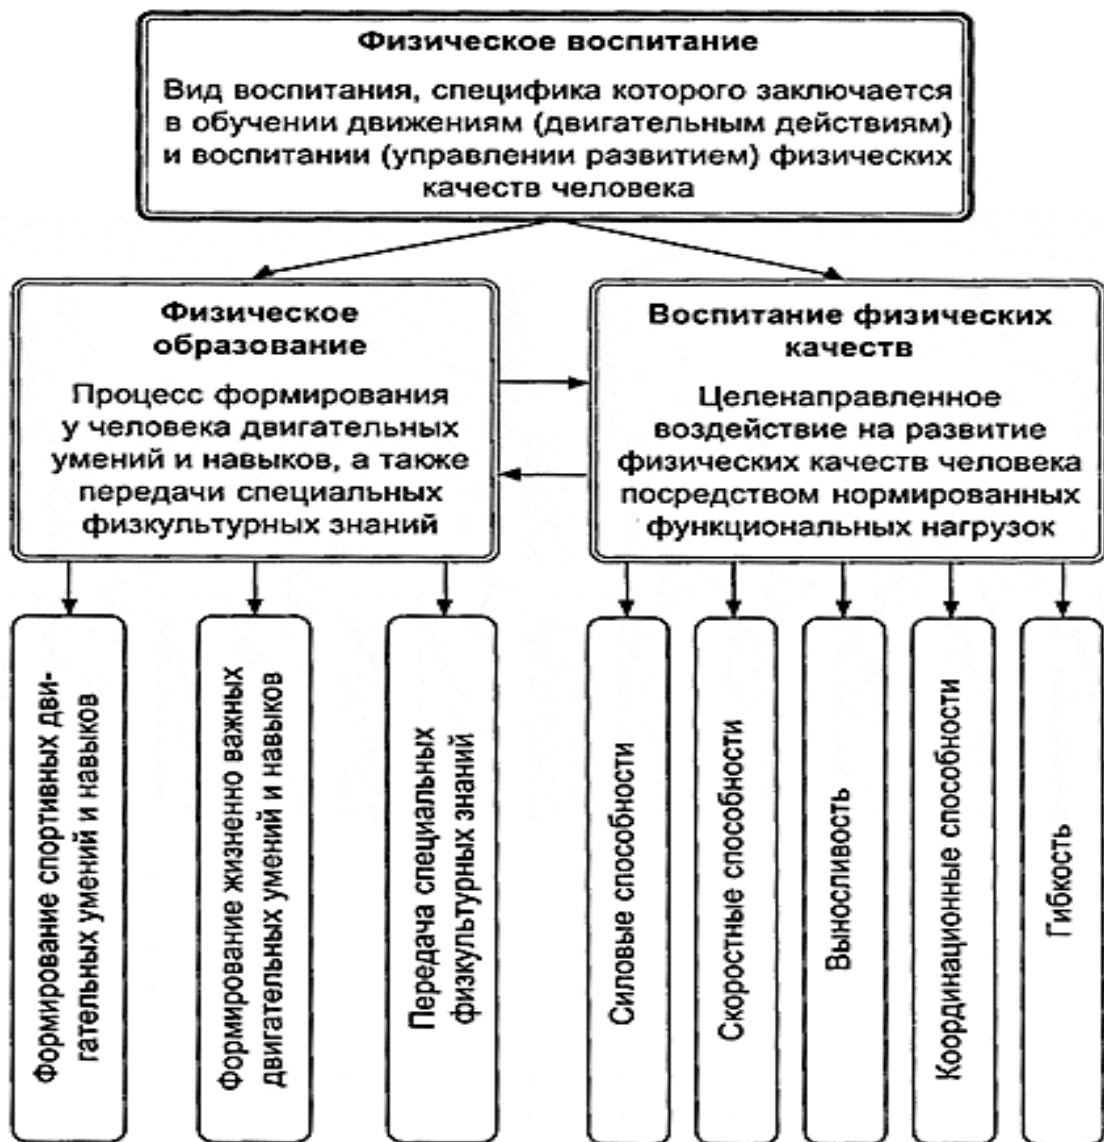 Физическое воспитание
Вид воспитания, специфика которого заключается
в обучении движениям (двигательным действиям)
и воспитании (управлении развитием) физических
качеств человека
Физическое
образование
Процесс формирования
у человека двигательных
умений и навыков, а также
передачи специальных
физкультурных знаний
Воспитание физических
качеств
Целенаправленное
воздействие на развитие
физических качеств человека
посредством нормированных
функциональных нагрузок
Формирование спортивных дви-
гательных умений и навыков
Формирование жизненно важных
двигательных умений и навыков
Передача специальных
физкультурных знаний
Силовые способности
Скоростные способности
Выносливость
Координационные способности
Гибкость